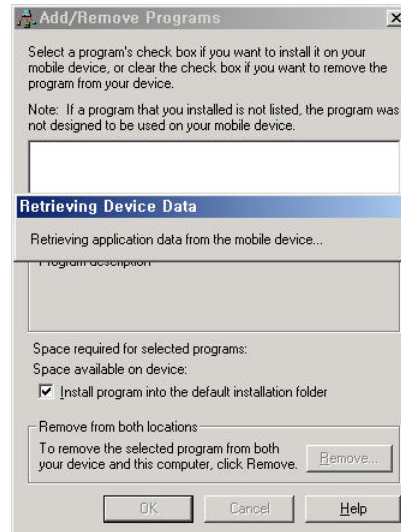 Add/Remove Programs
Select a program's check box if you want to install it on your
mobile device, or clear the check box if you want to remove the
program from your device.
Note: If a program that you installed is not listed, the program was
not designed to be used on your mobile device.
Retrieving Device Data
Retrieving application data from the mobile device...
Program description
Space required for selected programs:
Space available on device:
Install program into the default installation folder
Remove from both locations
To remove the selected program from both
your device and this computer, click Remove.
Remove...
OK
Cancel
Help